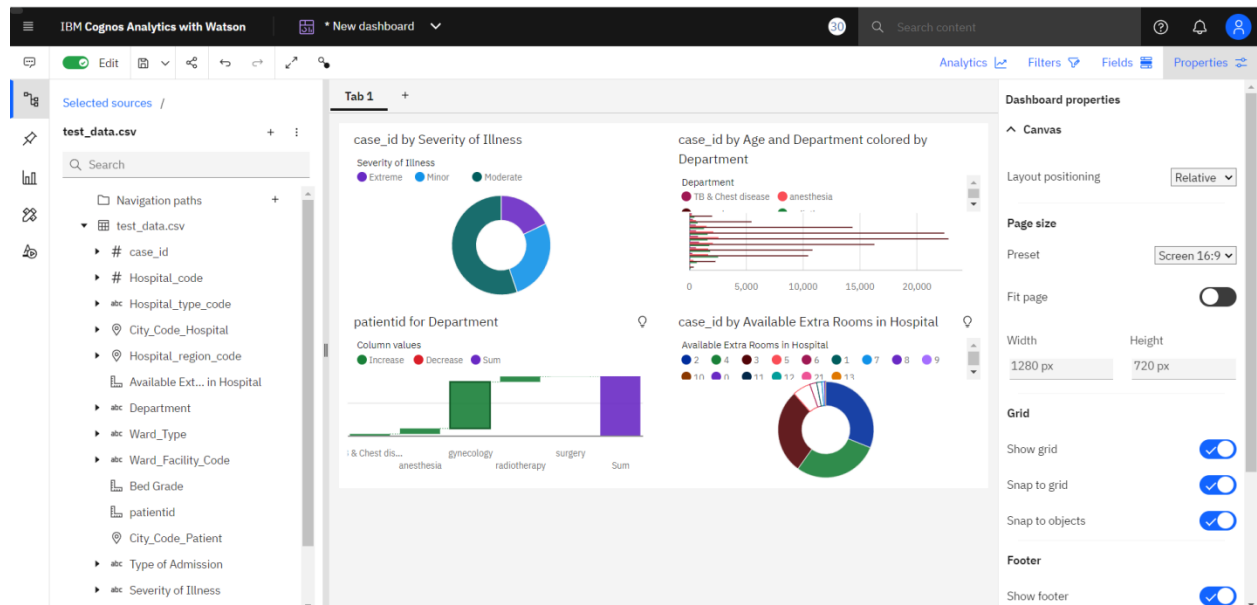 IBM Cognos Analytics with Watson
* New dashboard
30
Search content
Edit
Analytics
Filters
Fields
Properties
Selected sources /
test_data.csv
Search
Navigation paths
test_data.csv
# case_id
# Hospital_code
abc Hospital_type_code
City_Code_Hospital
Hospital_region_code
Available Ext... in Hospital
abc Department
abc Ward_Type
abc Ward_Facility_Code
Bed Grade
patientid
City_Code_Patient
abc Type of Admission
abc Severity of Illness
Tab 1 +
case_id by Severity of Illness
Severity of Illness
Extreme Minor Moderate
case_id by Age and Department colored by
Department
Department
TB & Chest disease anesthesia
0 5,000 10,000 15,000 20,000
patientid for Department
Column values
Increase Decrease Sum
& Chest dis... gynecology surgery
anesthesia radiotherapy Sum
case_id by Available Extra Rooms in Hospital
Available Extra Rooms in Hospital
2 4 3 5 6 1 7 8 9
10 0 11 12 21 13
Dashboard properties
Canvas
Layout positioning Relative
Page size
Preset Screen 16:9
Fit page
Width Height
1280 px 720 px
Grid
Show grid
Snap to grid
Snap to objects
Footer
Show footer